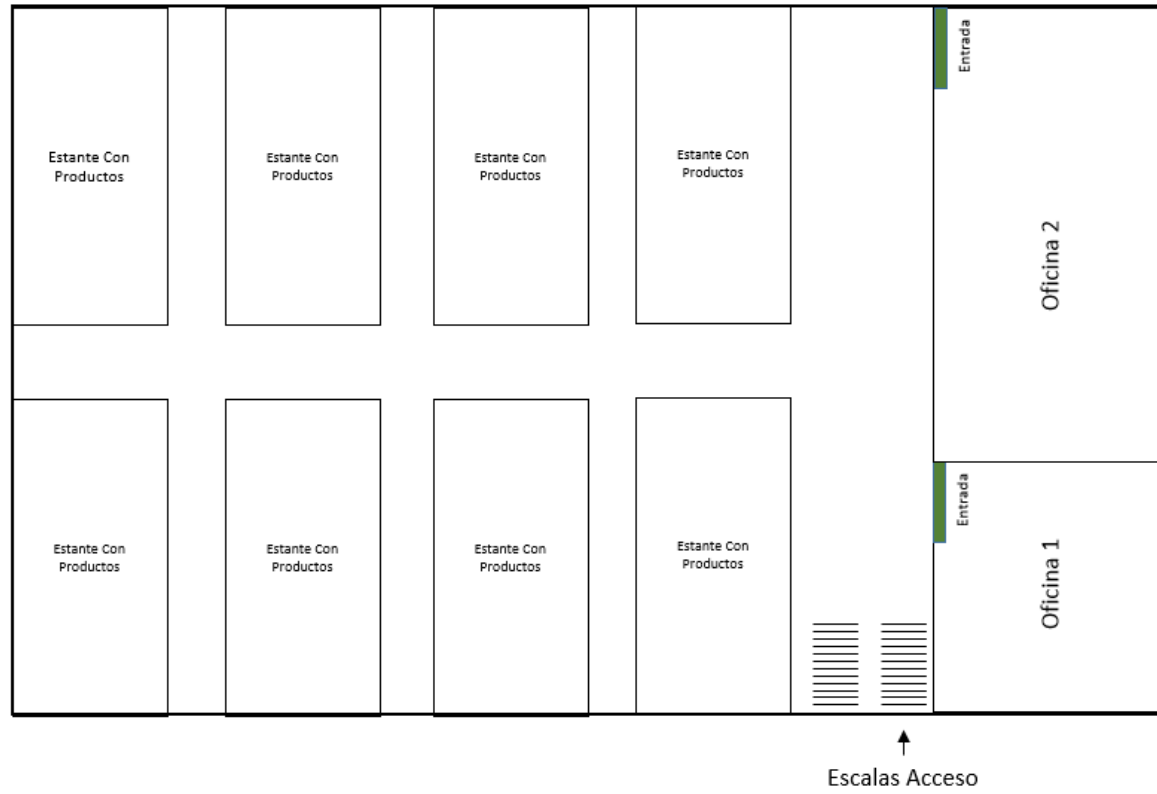 Estante Con
Productos
Estante Con
Productos
Estante Con
Productos
Estante Con
Productos
Entrada
Oficina 2
Estante Con
Productos
Estante Con
Productos
Estante Con
Productos
Estante Con
Productos
Entrada
Oficina 1
Escalas Acceso